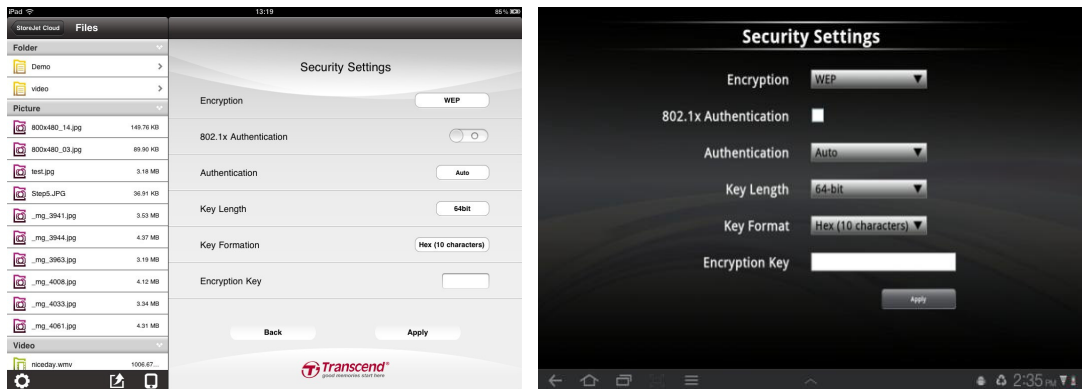 iPad 13:19 85%
StoreJet Cloud Files
Folder
Demo
video
Picture
800x480_14.jpg 149.76 KB
800x480_03.jpg 89.90 KB
test.jpg 3.18 MB
Step5.JPG 36.91 KB
_mg_3941.jpg 3.53 MB
_mg_3944.jpg 4.37 MB
_mg_3963.jpg 3.19 MB
_mg_4008.jpg 4.12 MB
_mg_4033.jpg 3.34 MB
_mg_4061.jpg 4.31 MB
Video
niceday.wmv 1006.67...
Security Settings
Encryption WEP
802.1x Authentication
Authentication Auto
Key Length 64bit
Key Formation Hex (10 characters)
Encryption Key
Back Apply
Transcend®
good memories start here
Security Settings
Encryption WEP
802.1x Authentication
Authentication Auto
Key Length 64-bit
Key Format Hex (10 characters)
Encryption Key
Apply
2:35 PM